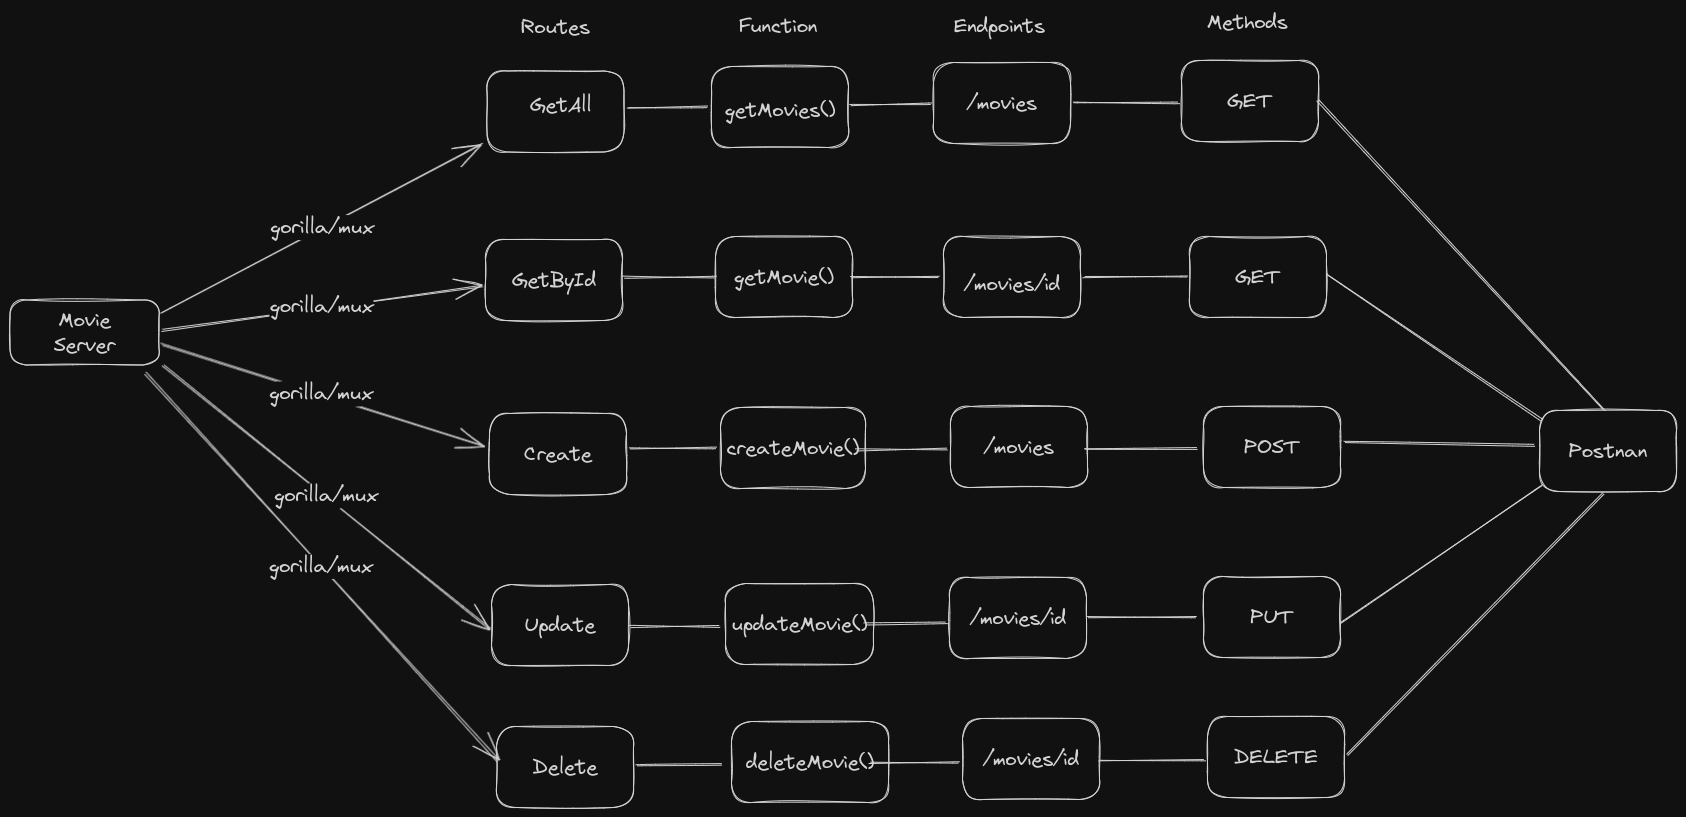 Routes
Function
Endpoints
Methods
GetAll
getMovies()
/movies
GET
gorilla/mux
GetById
getMovie()
/movies/id
GET
gorilla/mux
Movie
Server
gorilla/mux
Create
createMovie()
/movies
POST
Postnan
gorilla/mux
gorilla/mux
Update
updateMovie()
/movies/id
PUT
Delete
deleteMovie()
/movies/id
DELETE